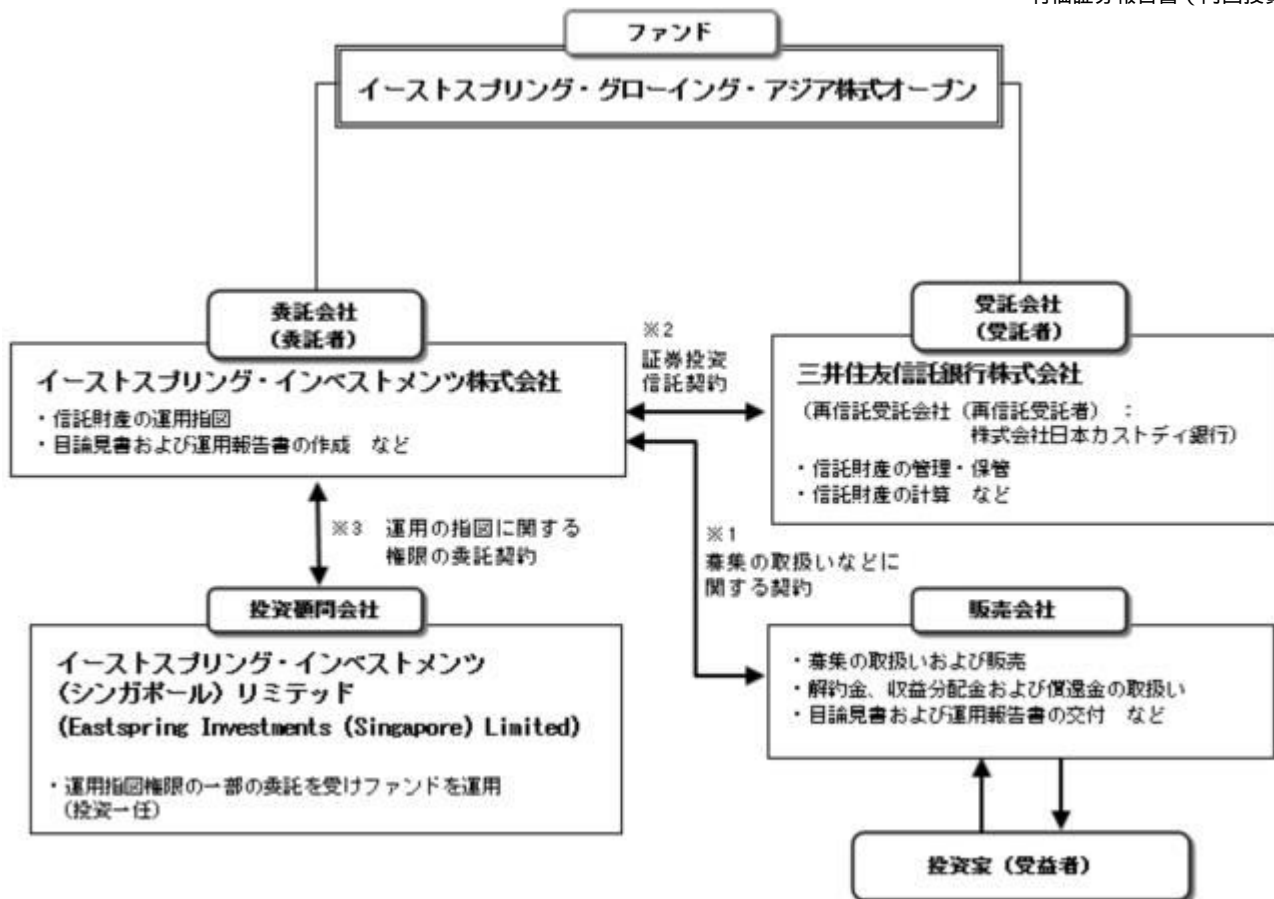 ファンド
イーストスプリング・グローイング・アジア株式オープン
委託会社
(委託者)
イーストスプリング・インベストメンツ株式会社
・信託財産の運用指図
・目論見書および運用報告書の作成 など
※2
証券投資
信託契約
受託会社
(受託者)
三井住友信託銀行株式会社
(再信託受託会社(再信託受託者) :
株式会社日本カストディ銀行)
・信託財産の管理・保管
・信託財産の計算 など
※3 運用の指図に関する
権限の委託契約
※1
募集の取扱いなどに
関する契約
投資顧問会社
イーストスプリング・インベストメンツ
(シンガポール)リミテッド
(Eastspring Investments (Singapore) Limited)
・運用指図権限の一部の委託を受けファンドを運用
(投資一任)
販売会社
・募集の取扱いおよび販売
・解約金、収益分配金および償還金の取扱い
・目論見書および運用報告書の交付 など
投資家(受益者)